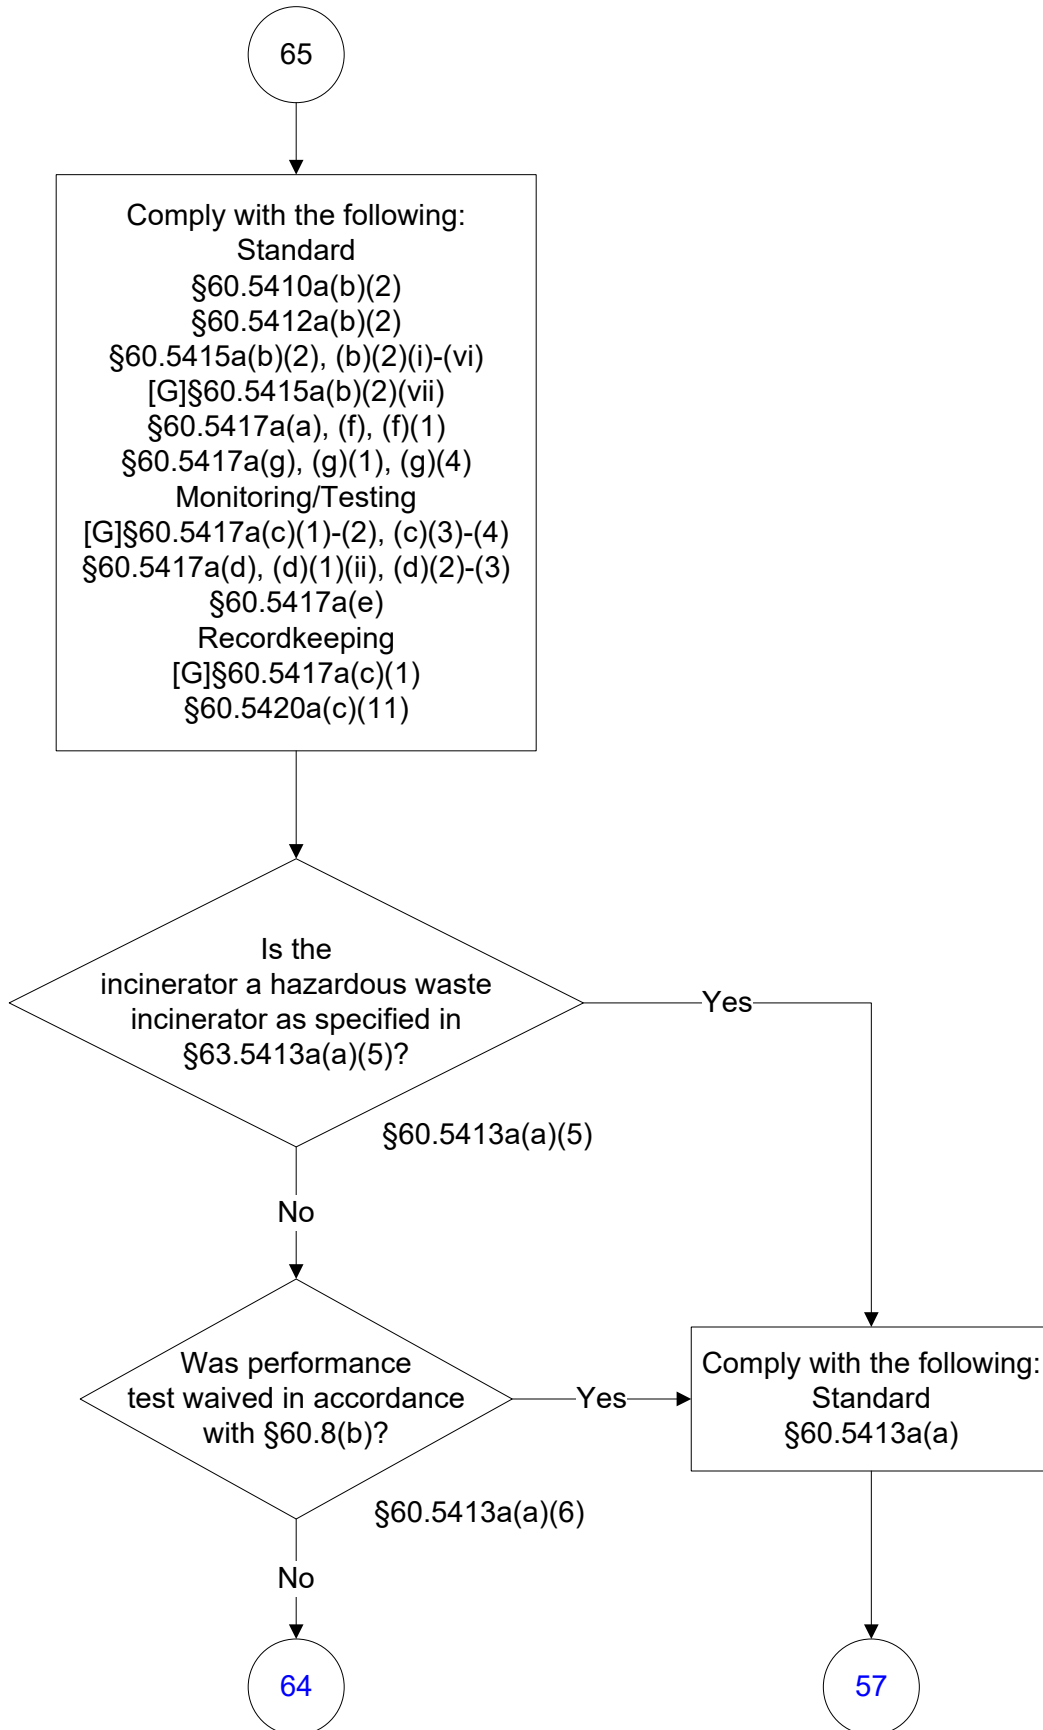 65
Comply with the following:
Standard
§60.5410a(b)(2)
§60.5412a(b)(2)
§60.5415a(b)(2), (b)(2)(i)-(vi)
[G]§60.5415a(b)(2)(vii)
§60.5417a(a), (f), (f)(1)
§60.5417a(g), (g)(1), (g)(4)
Monitoring/Testing
[G]§60.5417a(c)(1)-(2), (c)(3)-(4)
§60.5417a(d), (d)(1)(ii), (d)(2)-(3)
§60.5417a(e)
Recordkeeping
[G]§60.5417a(c)(1)
§60.5420a(c)(11)
Is the
incinerator a hazardous waste
incinerator as specified in
§63.5413a(a)(5)?
Yes
§60.5413a(a)(5)
No
Was performance
test waived in accordance
with §60.8(b)?
Yes
Comply with the following:
Standard
§60.5413a(a)
§60.5413a(a)(6)
No
64
57